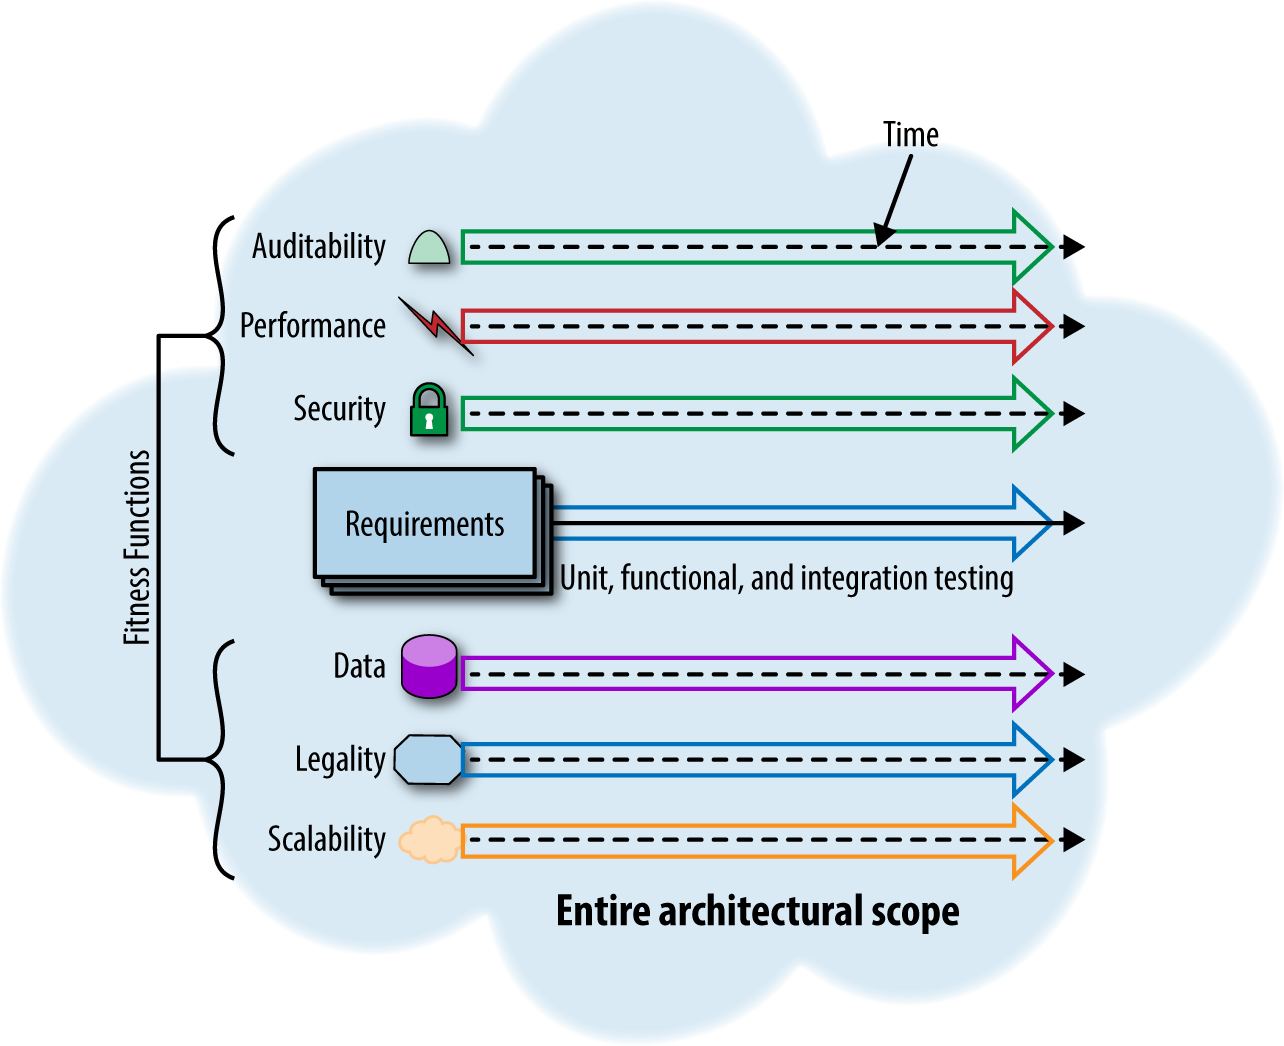 Time
Auditability
Performance
Security
Fitness Functions
Requirements
Unit, functional, and integration testing
Data
Legality
Scalability
Entire architectural scope